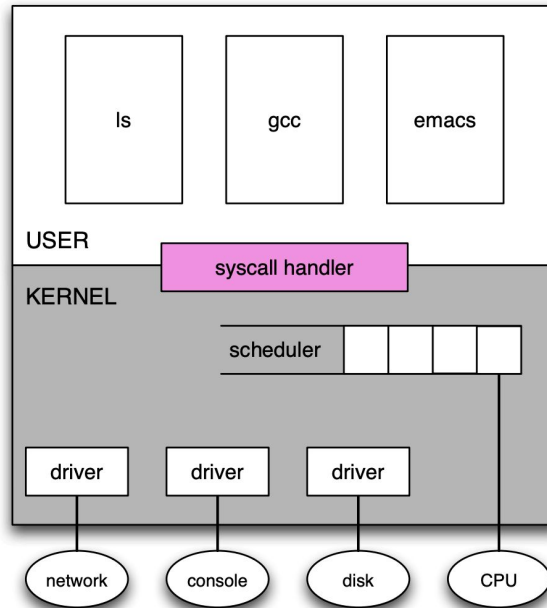 ls
gcc
emacs
USER
syscall handler
KERNEL
scheduler
driver
driver
driver
network
console
disk
CPU